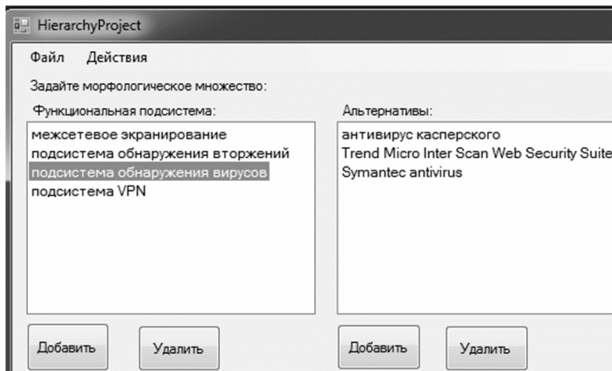 HierarchyProject
Файл Действия
Задайте морфологическое множество:
Функциональная подсистема: Альтернативы:
межсетевое экранирование антивирус касперского
подсистема обнаружения вторжений Trend Micro Inter Scan Web Security Suite
подсистема обнаружения вирусов Symantec antivirus
подсистема VPN
Добавить Удалить Добавить Удалить